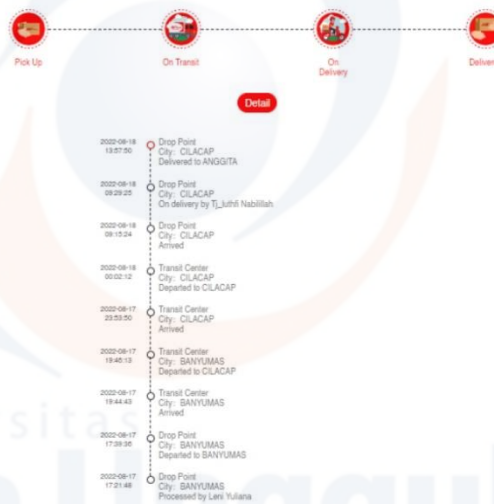 Pick Up
On Transit
On
Delivery
Deliver
Detail
2022-08-18
13:57:50
Drop Point
City: CILACAP
Delivered to ANGGITA
2022-08-18
09:29:25
Drop Point
City: CILACAP
On delivery by Tj_luthfi Nabilillah
2022-08-18
08:15:24
Drop Point
City: CILACAP
Arrived
2022-08-18
00:02:12
Transit Center
City: CILACAP
Departed to CILACAP
2022-08-17
23:53:50
Transit Center
City: CILACAP
Arrived
2022-08-17
19:46:13
Transit Center
City: BANYUMAS
Departed to CILACAP
2022-08-17
19:44:43
Transit Center
City: BANYUMAS
Arrived
2022-08-17
17:39:36
Drop Point
City: BANYUMAS
Departed to BANYUMAS
2022-08-17
17:21:48
Drop Point
City: BANYUMAS
Processed by Leni Yuliana
sitas